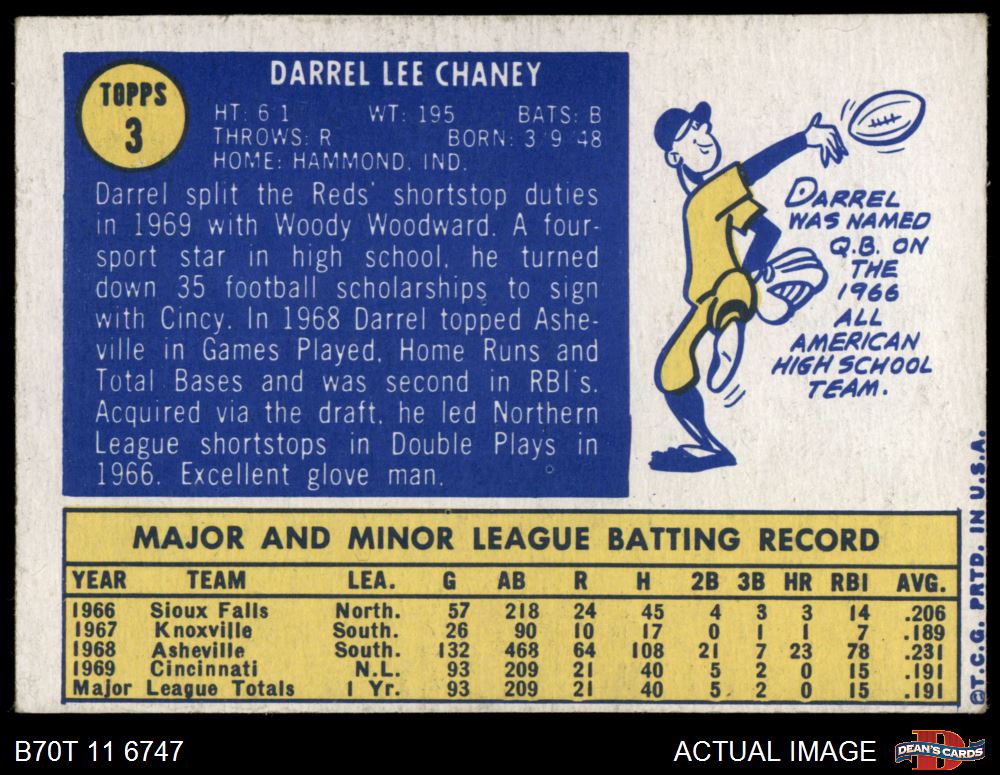 TOPPS
3
DARREL LEE CHANEY
HT: 6 1 WT: 195 BATS: B
THROWS: R BORN: 3 9 48
HOME: HAMMOND, IND.
Darrel split the Reds' shortstop duties
in 1969 with Woody Woodward. A four-
sport star in high school, he turned
down 35 football scholarships to sign
with Cincy. In 1968 Darrel topped Ashe-
ville in Games Played, Home Runs and
Total Bases and was second in RBI's.
Acquired via the draft, he led Northern
League shortstops in Double Plays in
1966. Excellent glove man.
DARREL
WAS NAMED
Q.B. ON
THE
1966
ALL
AMERICAN
HIGH SCHOOL
TEAM.
MAJOR AND MINOR LEAGUE BATTING RECORD
YEAR TEAM LEA. G AB R H 2B 3B HR RBI AVG.
1966 Sioux Falls North. 57 218 24 45 4 3 3 14 .206
1967 Knoxville South. 26 90 10 17 0 1 1 7 .189
1968 Asheville South. 132 468 64 108 21 7 23 78 .231
1969 Cincinnati N.L. 93 209 21 40 5 2 0 15 .191
Major League Totals 1 Yr. 93 209 21 40 5 2 0 15 .191
©T.C.G. PRTD. IN U.S.A.
B70T 11 6747
ACTUAL IMAGE
DEAN'S CARDS